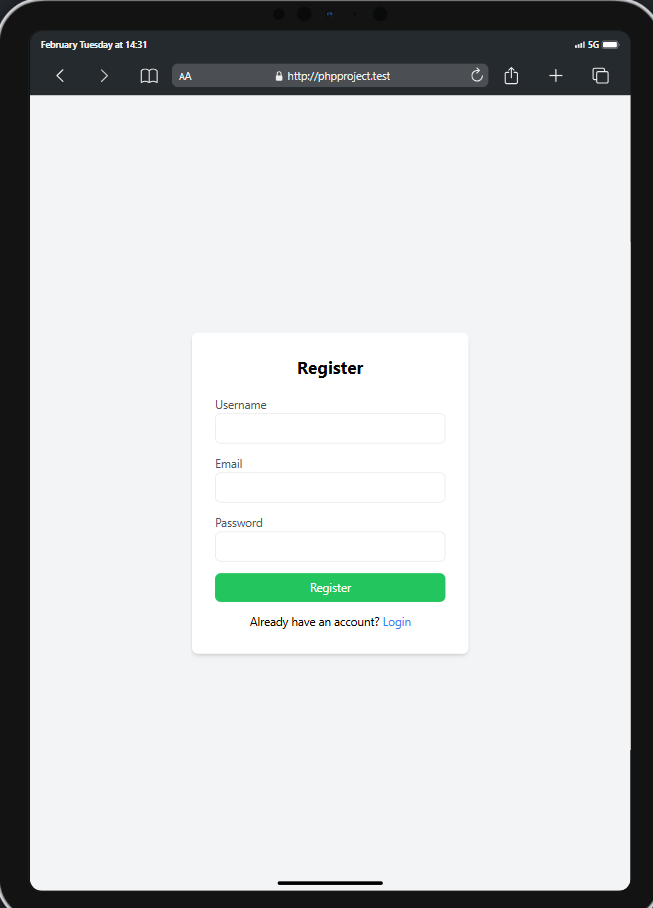 February Tuesday at 14:31
5G
AA
http://phpproject.test
Register
Username
Email
Password
Register
Already have an account? Login